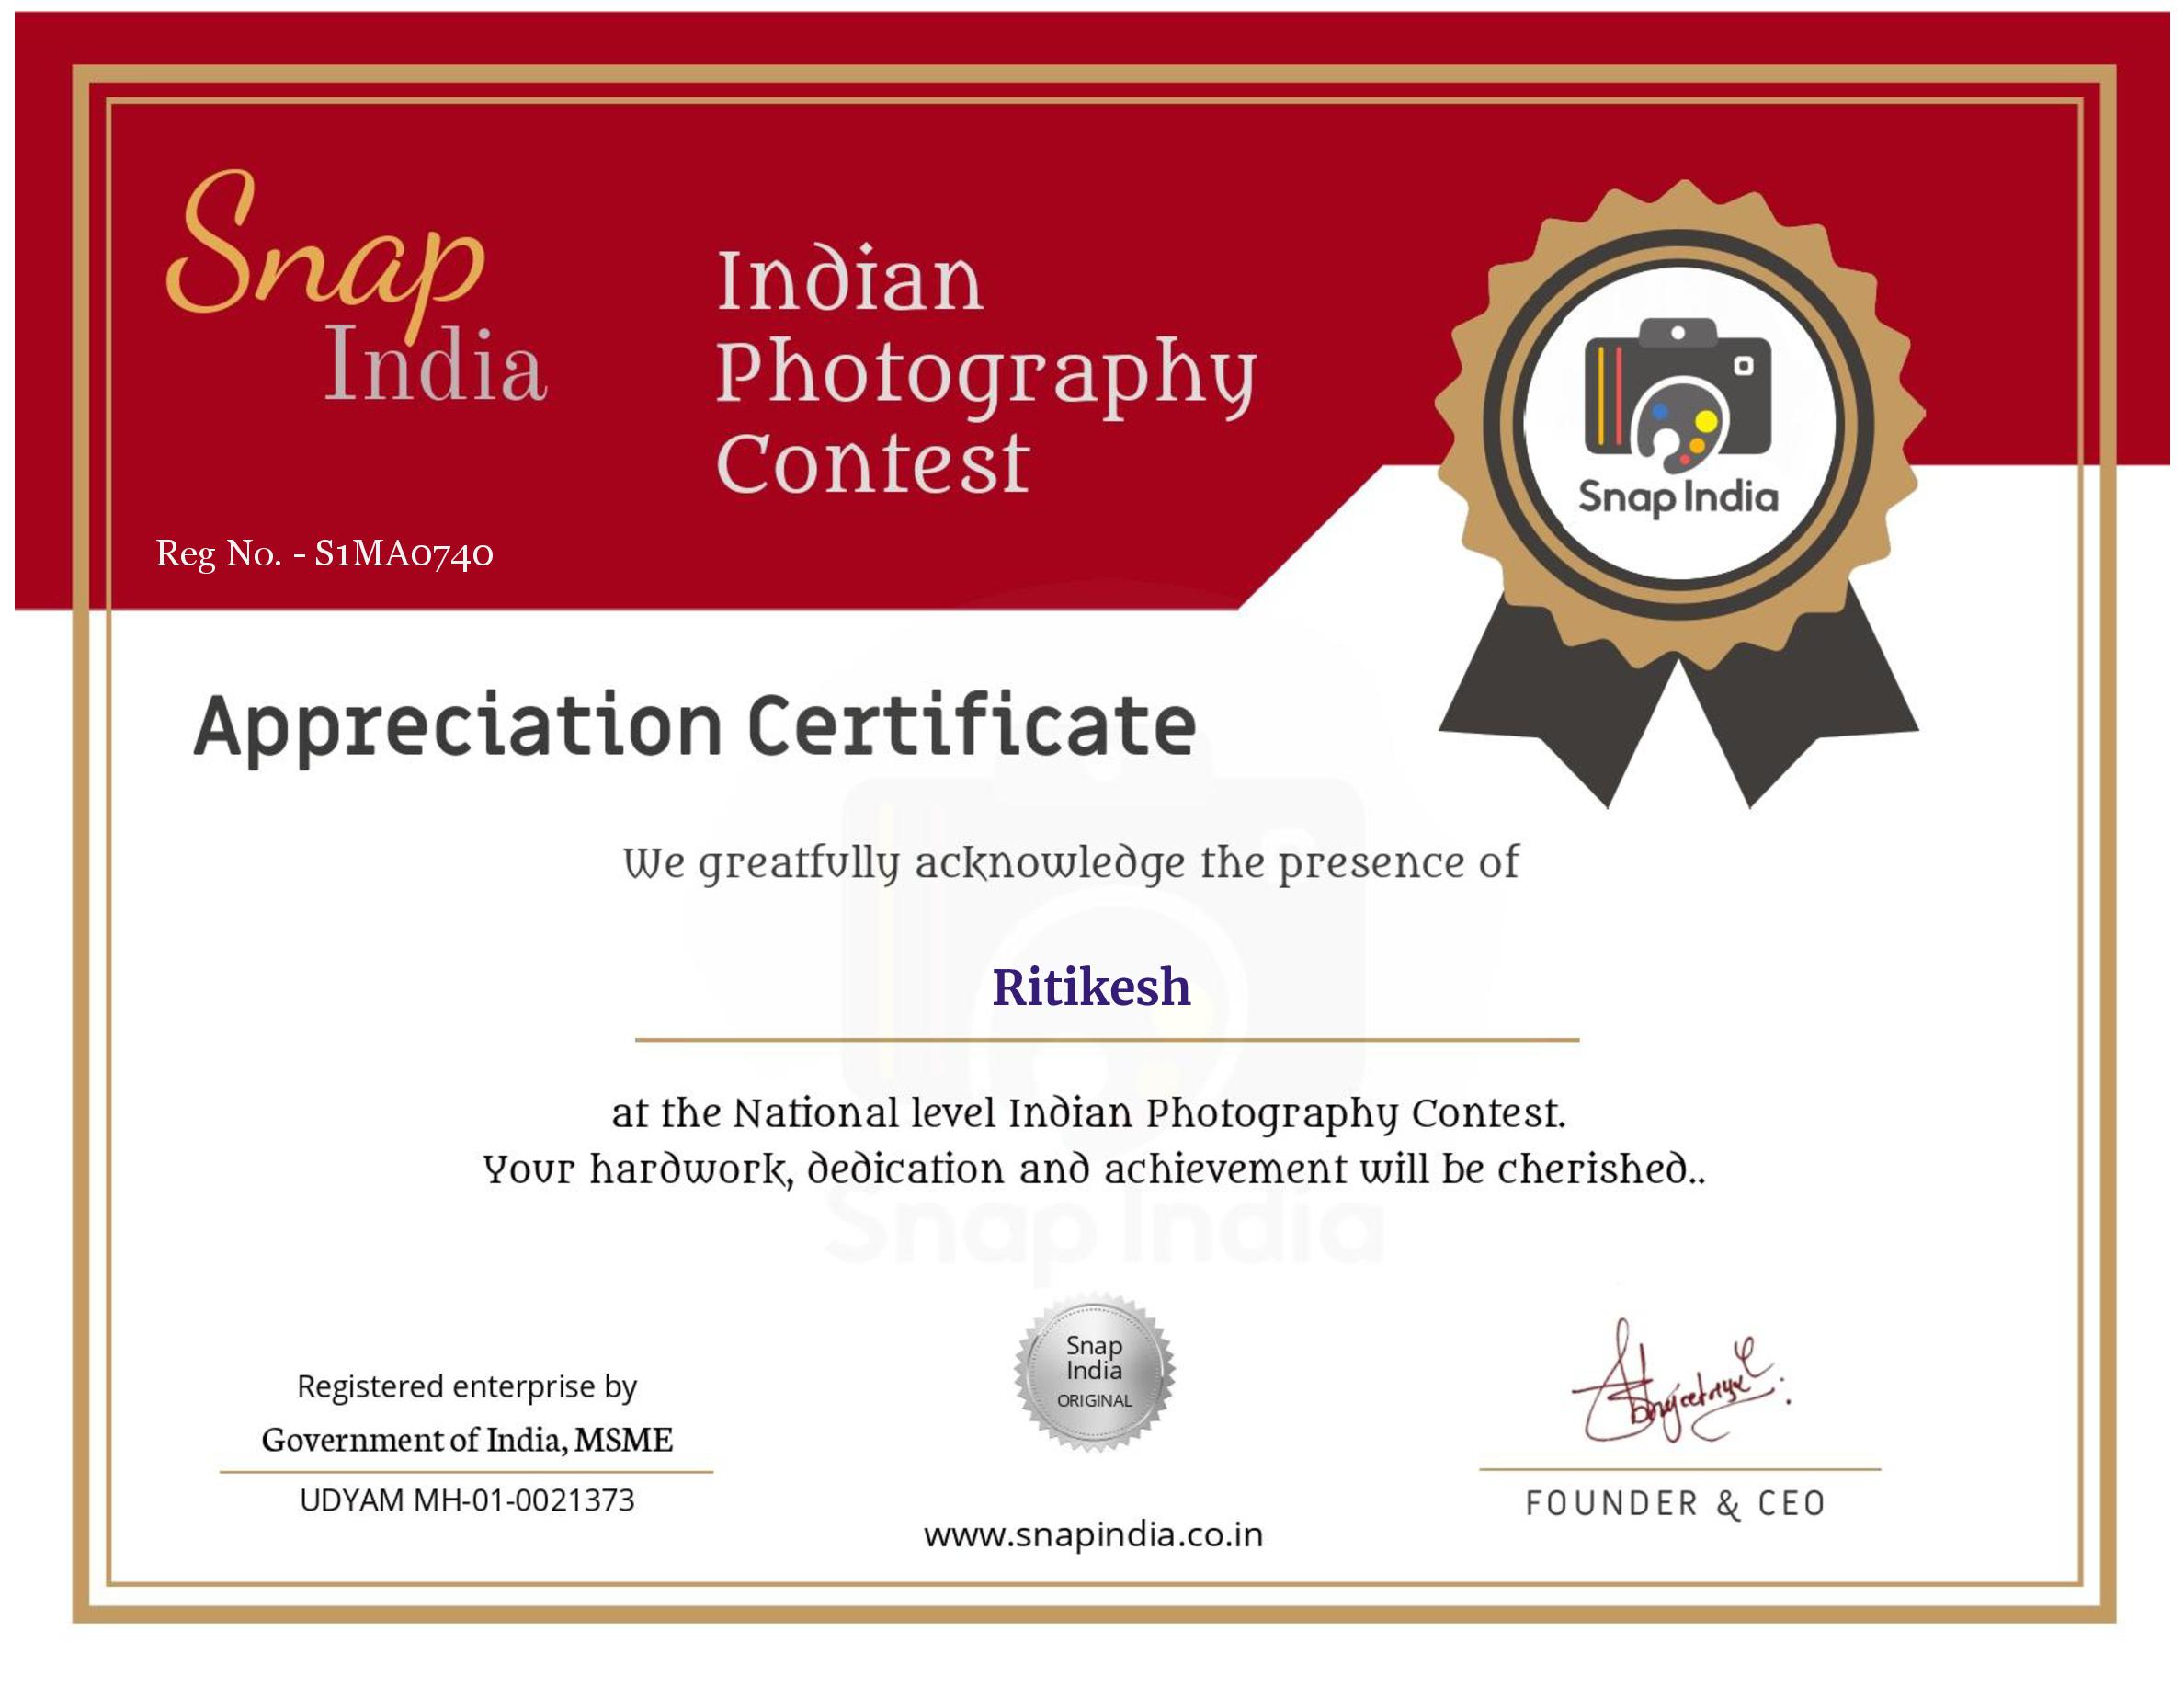 Snap
India
Indian
Photography
Contest
Reg No. - S1MA0740
Snap India
Appreciation Certificate
We greatfully acknowledge the presence of
Ritikesh
at the National level Indian Photography Contest.
Your hardwork, dedication and achievement will be cherished..
Snap India
Snap
India
ORIGINAL
Registered enterprise by
Government of India, MSME
UDYAM MH-01-0021373
www.snapindia.co.in
FOUNDER & CEO